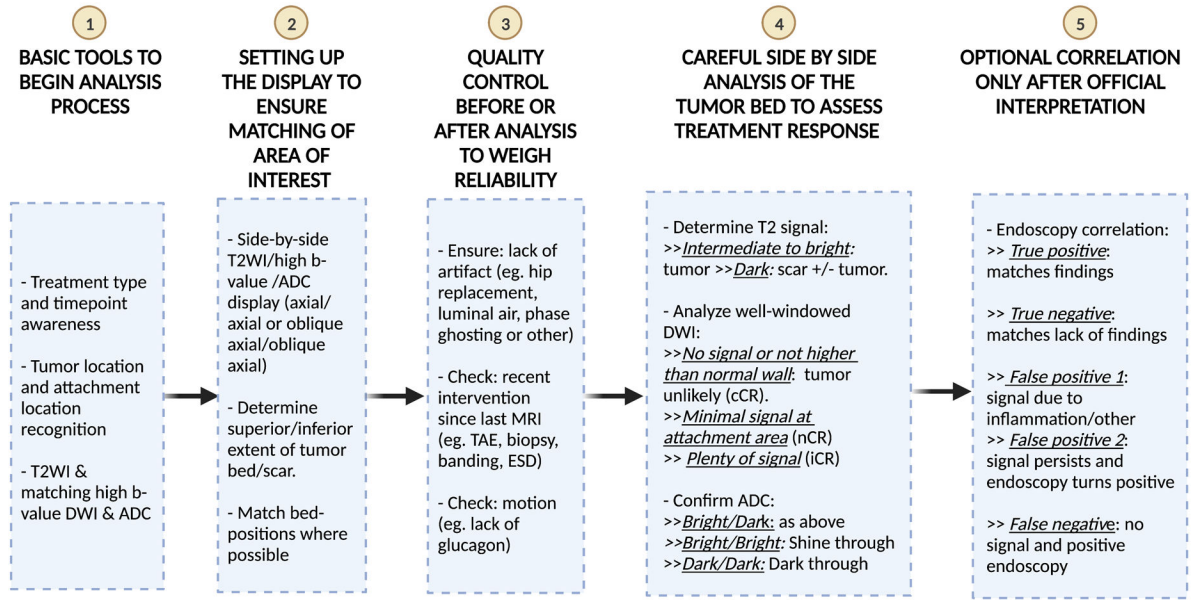 1
BASIC TOOLS TO
BEGIN ANALYSIS
PROCESS
- Treatment type
and timepoint
awareness
- Tumor location
and attachment
location
recognition
- T2WI &
matching high b-
value DWI & ADC
2
SETTING UP
THE DISPLAY TO
ENSURE
MATCHING OF
AREA OF
INTEREST
- Side-by-side
T2WI/high b-
value /ADC
display (axial/
axial or oblique
axial/oblique
axial)
- Determine
superior/inferior
extent of tumor
bed/scar.
- Match bed-
positions where
possible
3
QUALITY
CONTROL
BEFORE OR
AFTER ANALYSIS
TO WEIGH
RELIABILITY
- Ensure: lack of
artifact (eg. hip
replacement,
luminal air, phase
ghosting or other)
- Check: recent
intervention
since last MRI
(eg. TAE, biopsy,
banding, ESD)
- Check: motion
(eg. lack of
glucagon)
4
CAREFUL SIDE BY SIDE
ANALYSIS OF THE
TUMOR BED TO ASSESS
TREATMENT RESPONSE
- Determine T2 signal:
>>Intermediate to bright:
tumor >>Dark: scar +/- tumor.
- Analyze well-windowed
DWI:
>>No signal or not higher
than normal wall: tumor
unlikely (cCR).
>>Minimal signal at
attachment area (nCR)
>> Plenty of signal (iCR)
- Confirm ADC:
>>Bright/Dark: as above
>>Bright/Bright: Shine through
>>Dark/Dark: Dark through
5
OPTIONAL CORRELATION
ONLY AFTER OFFICIAL
INTERPRETATION
- Endoscopy correlation:
>> True positive:
matches findings
>> True negative:
matches lack of findings
>> False positive 1:
signal due to
inflammation/other
>> False positive 2:
signal persists and
endoscopy turns positive
>> False negative: no
signal and positive
endoscopy